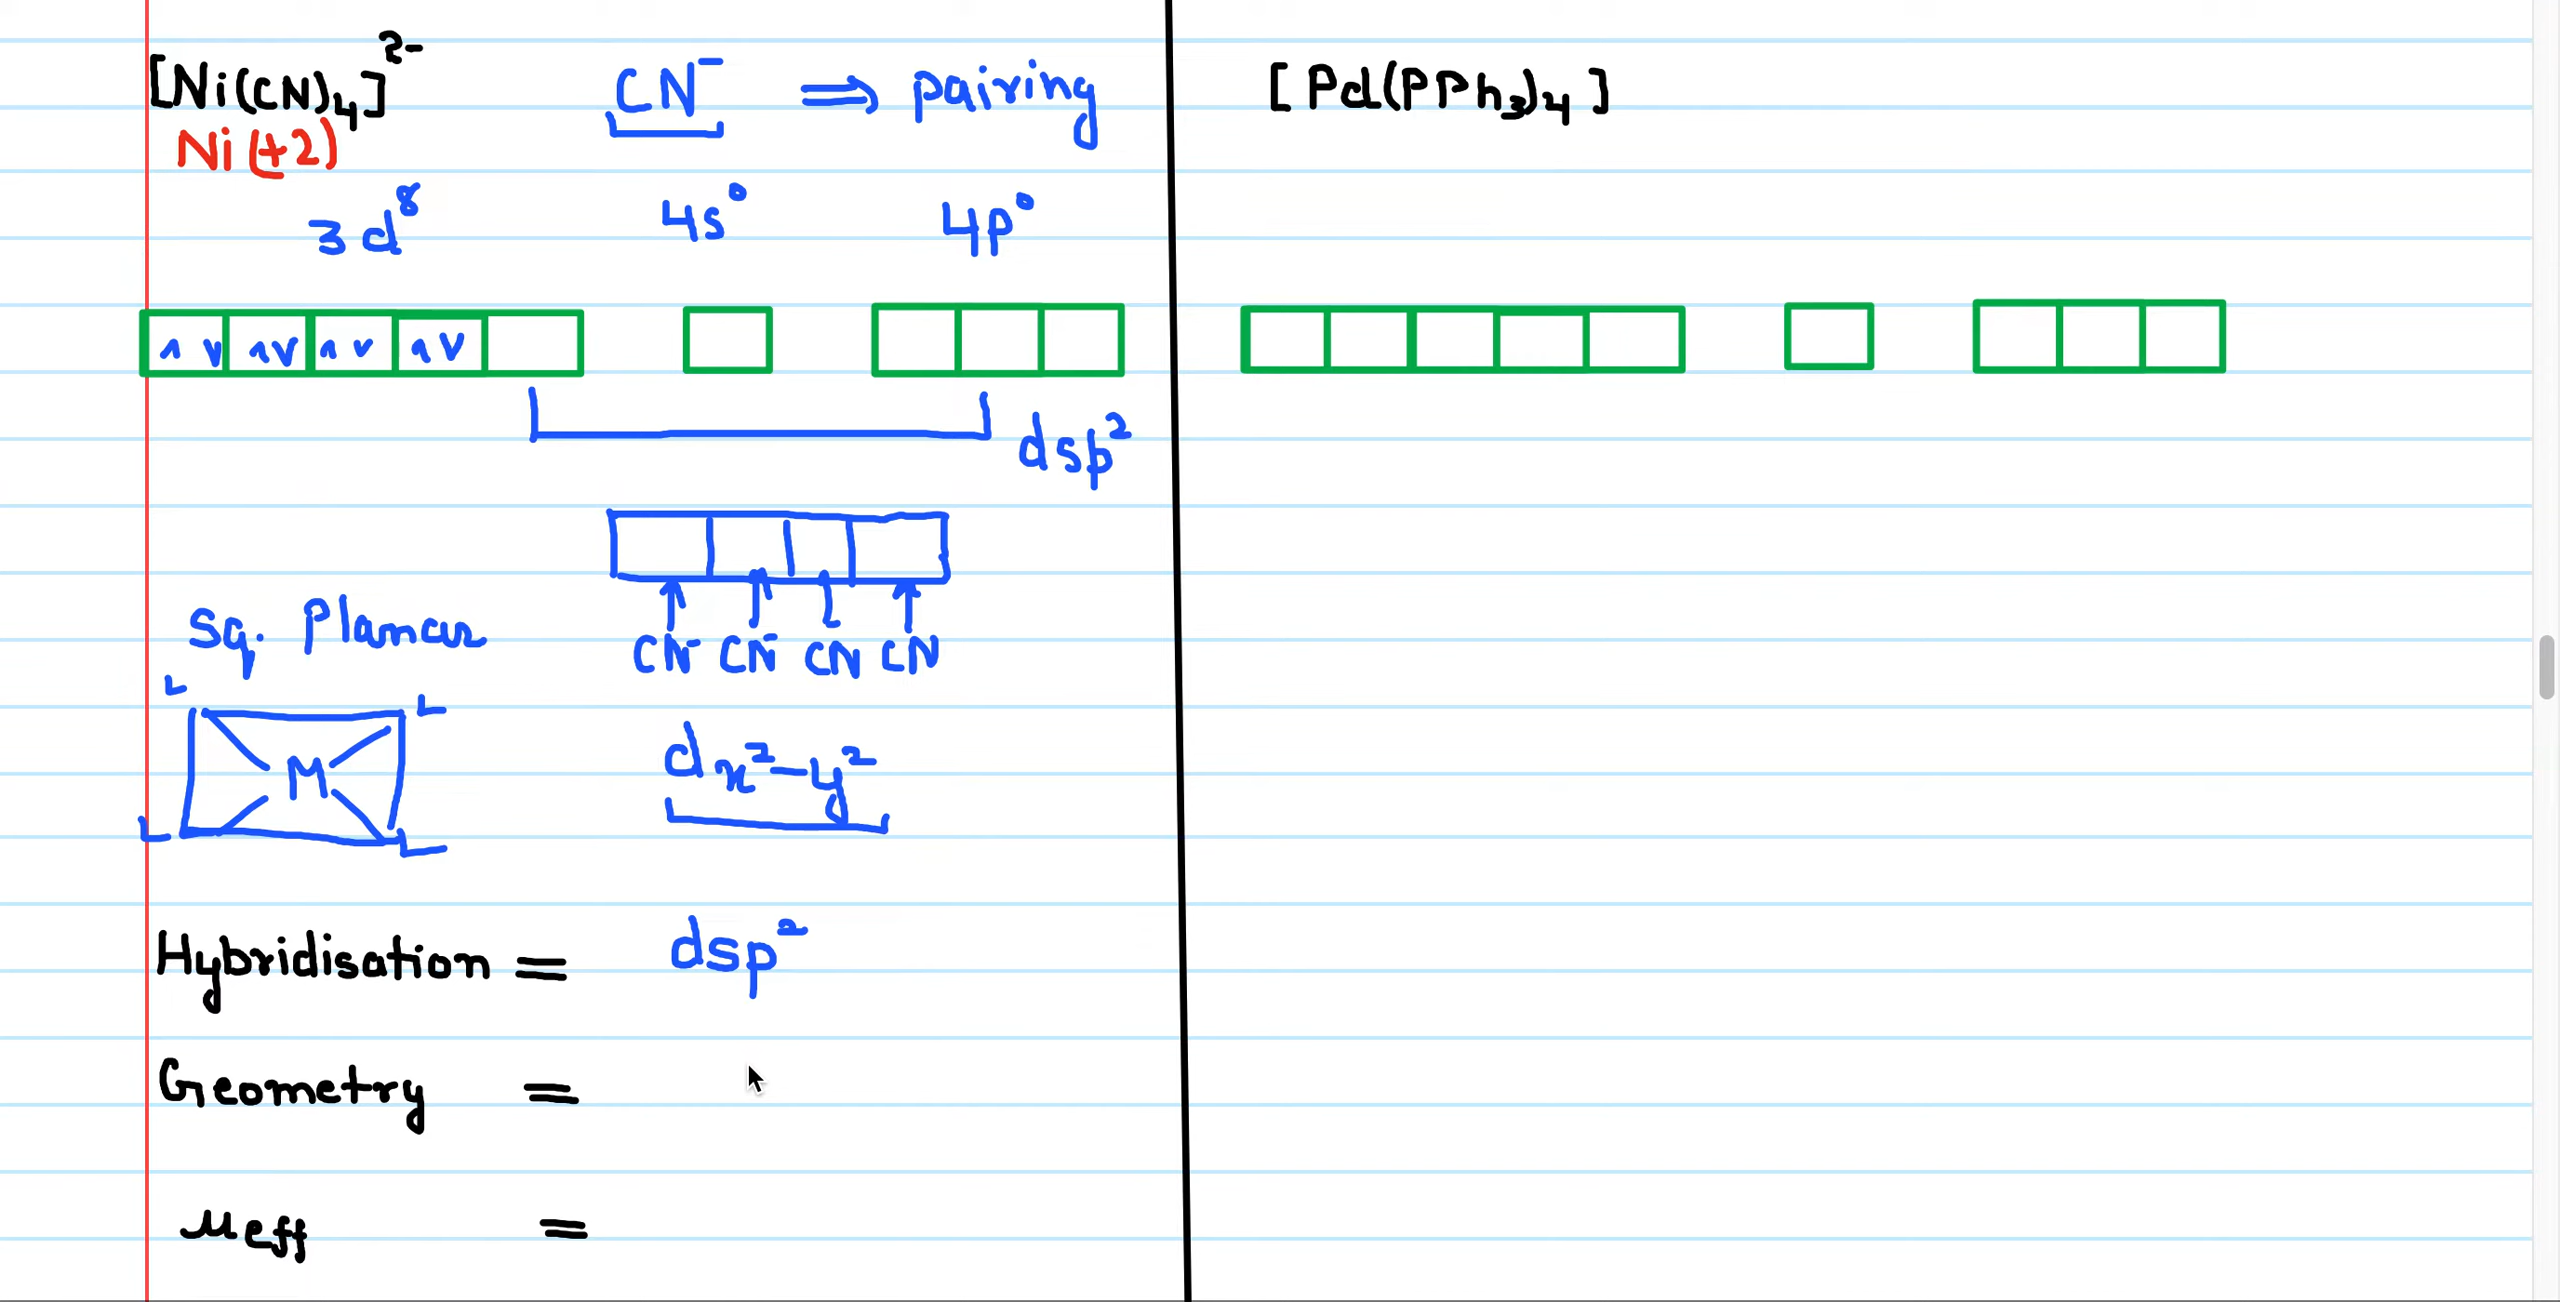 [Ni(CN)₄]²⁻ CN⁻ ⟹ pairing
Ni(+2)
3d⁸ 4s⁰ 4p⁰
↑↓ ↑↓ ↑↓ ↑↓
dsp²
CN⁻ CN⁻ CN CN
Sq. Planar
L L
M
L L
dx²-y²
Hybridisation = dsp²
Geometry =
μeff =
[Pd(PPh₃)₄]